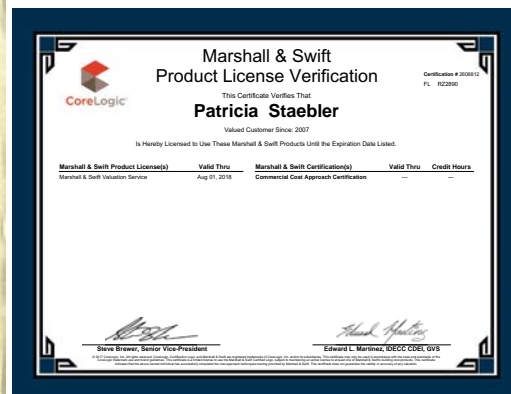 Marshall & Swift
Product License Verification
Certification # 2608812
FL RZ2890
CoreLogic
This Certificate Verifies That
Patricia Staebler
Valued Customer Since: 2007
Is Hereby Licensed to Use These Marshall & Swift Products Until the Expiration Date Listed.
Marshall & Swift Product License(s) Valid Thru Marshall & Swift Certification(s) Valid Thru Credit Hours
Marshall & Swift Valuation Service Aug 01, 2018 Commercial Cost Approach Certification --- ---
Steve Brewer, Senior Vice-President
Edward L. Martinez, IDECC CDEI, GVS